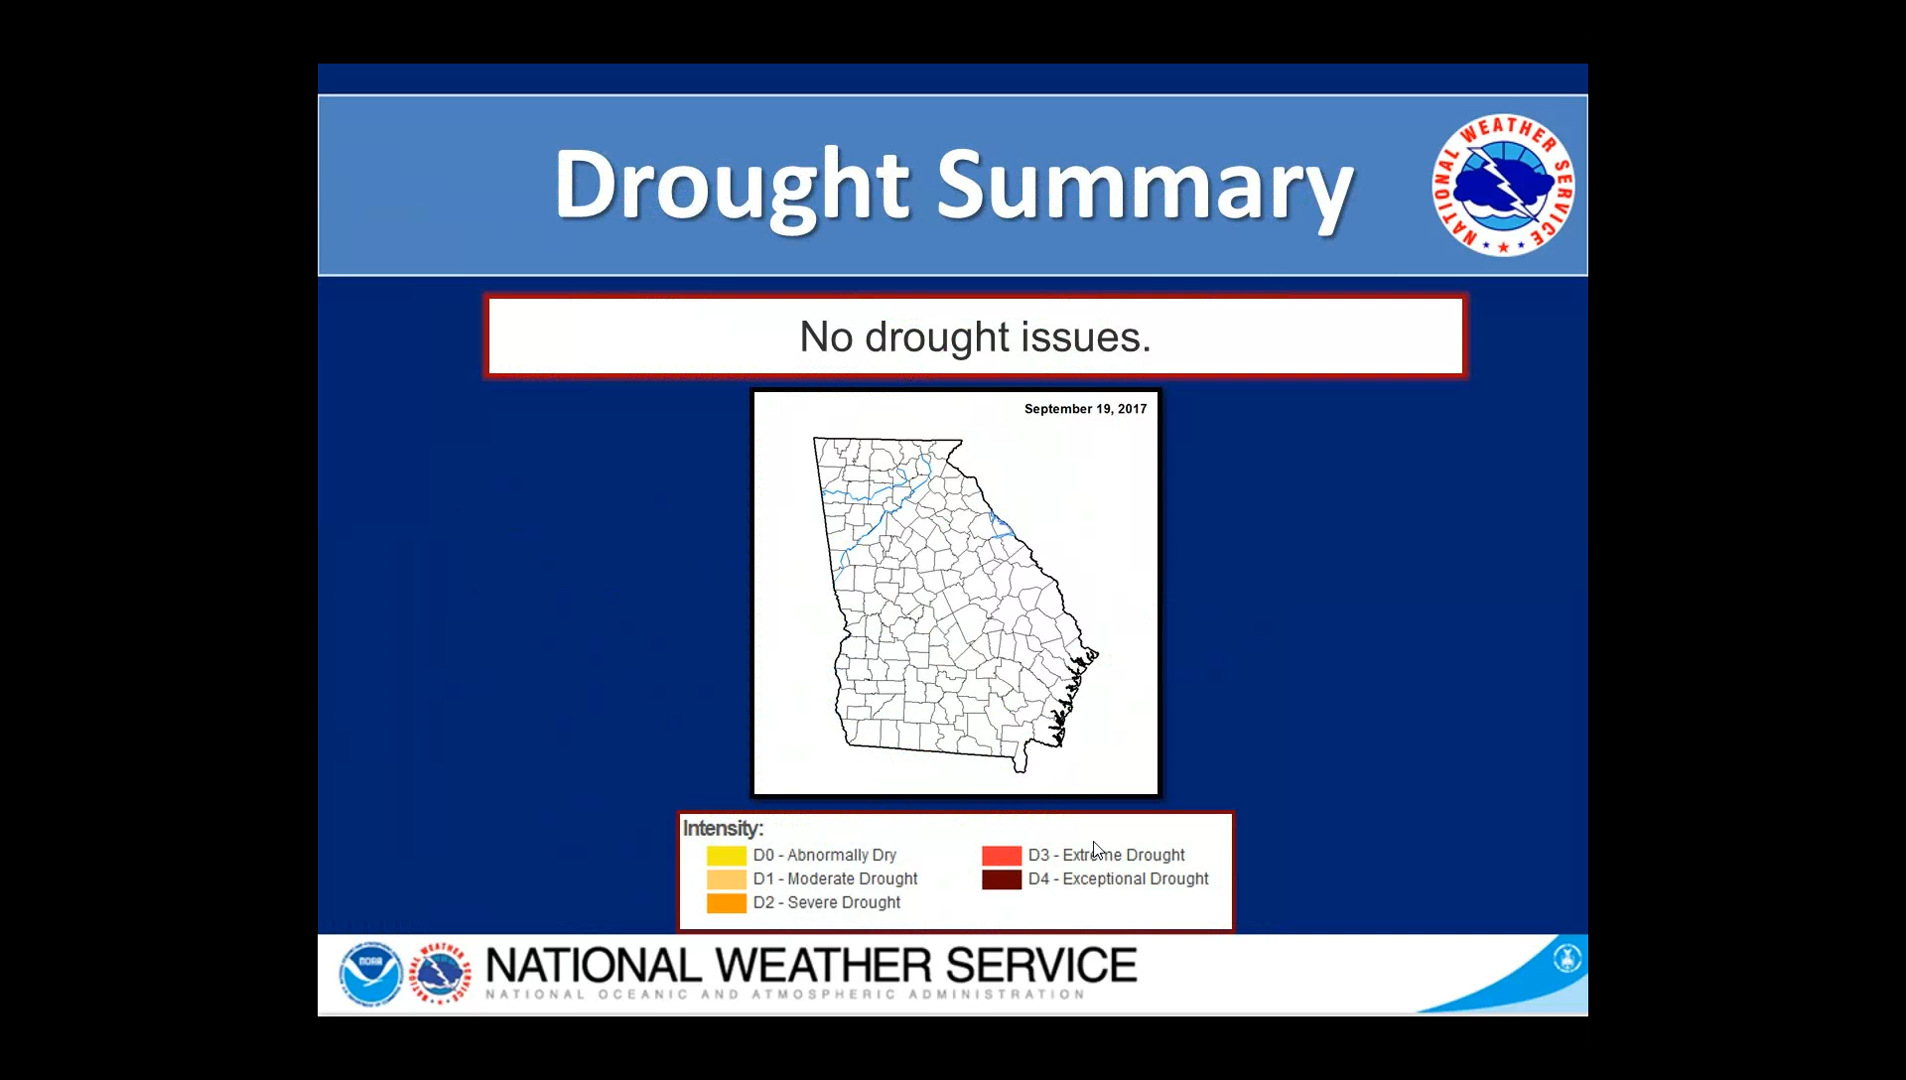 Drought Summary
NATIONAL WEATHER SERVICE
No drought issues.
September 19, 2017
Intensity:
D0 - Abnormally Dry
D1 - Moderate Drought
D2 - Severe Drought
D3 - Extreme Drought
D4 - Exceptional Drought
NOAA
NATIONAL WEATHER SERVICE
NATIONAL OCEANIC AND ATMOSPHERIC ADMINISTRATION